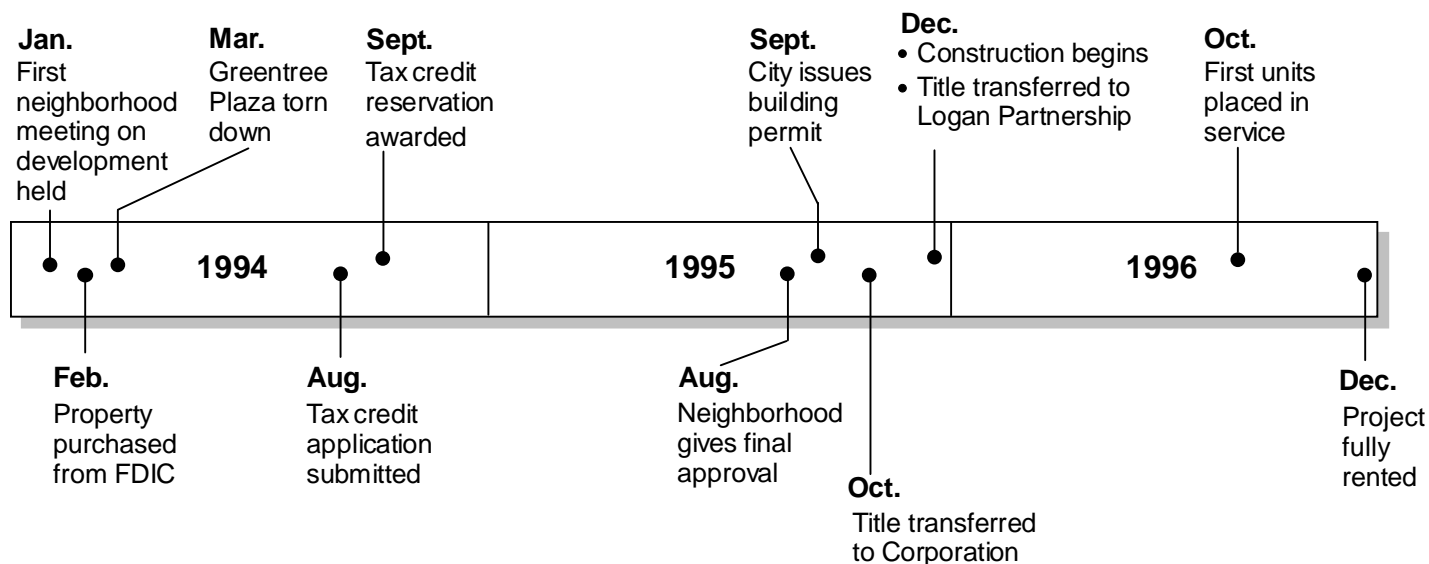 Jan.
First
neighborhood
meeting on
development
held
Mar.
Greentree
Plaza torn
down
Sept.
Tax credit
reservation
awarded
Sept.
City issues
building
permit
Dec.
• Construction begins
• Title transferred to
Logan Partnership
Oct.
First units
placed in
service
1994
1995
1996
Feb.
Property
purchased
from FDIC
Aug.
Tax credit
application
submitted
Aug.
Neighborhood
gives final
approval
Oct.
Title transferred
to Corporation
Dec.
Project
fully
rented